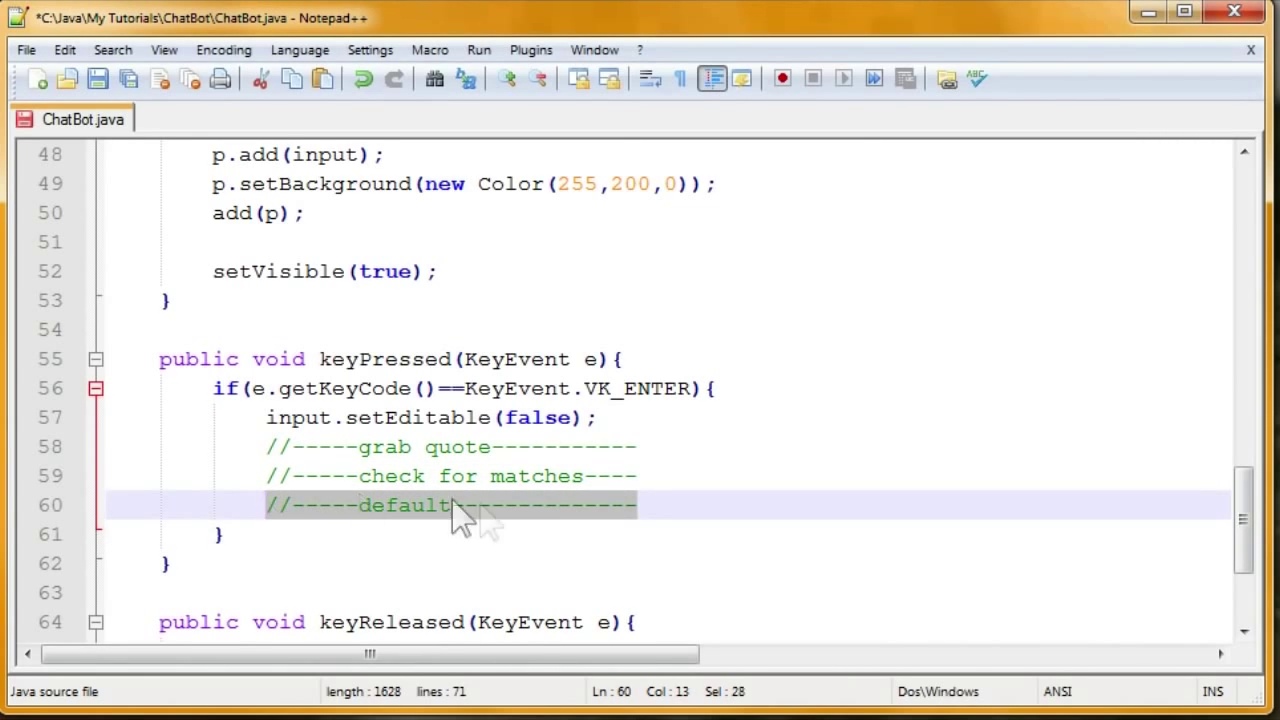 *C:\Java\My Tutorials\ChatBot\ChatBot.java - Notepad++
File Edit Search View Encoding Language Settings Macro Run Plugins Window ? X
ABC
ChatBot.java
48 p.add(input);
49 p.setBackground(new Color(255,200,0));
50 add(p);
51
52 setVisible(true);
53 }
54
55 public void keyPressed(KeyEvent e){
56 if(e.getKeyCode()==KeyEvent.VK_ENTER){
57 input.setEditable(false);
58 //-----grab quote-----------
59 //-----check for matches----
60 //-----default--------------
61 }
62 }
63
64 public void keyReleased(KeyEvent e){
Java source file length : 1628 lines : 71 Ln : 60 Col : 13 Sel : 28 Dos\Windows ANSI INS